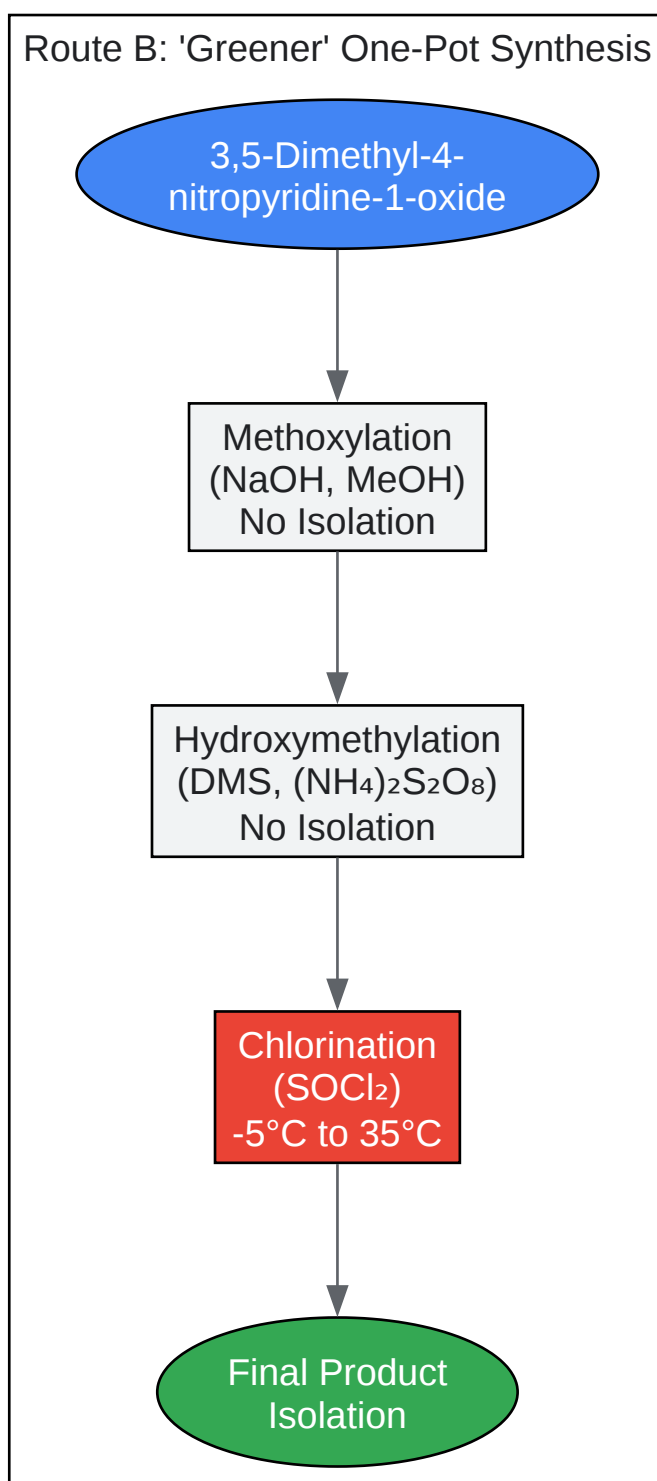 Route B: 'Greener' One-Pot Synthesis
3,5-Dimethyl-4-
nitropyridine-1-oxide
Methoxylation
(NaOH, MeOH)
No Isolation
Hydroxymethylation
(DMS, (NH₄)₂S₂O₈)
No Isolation
Chlorination
(SOCl₂)
-5°C to 35°C
Final Product
Isolation